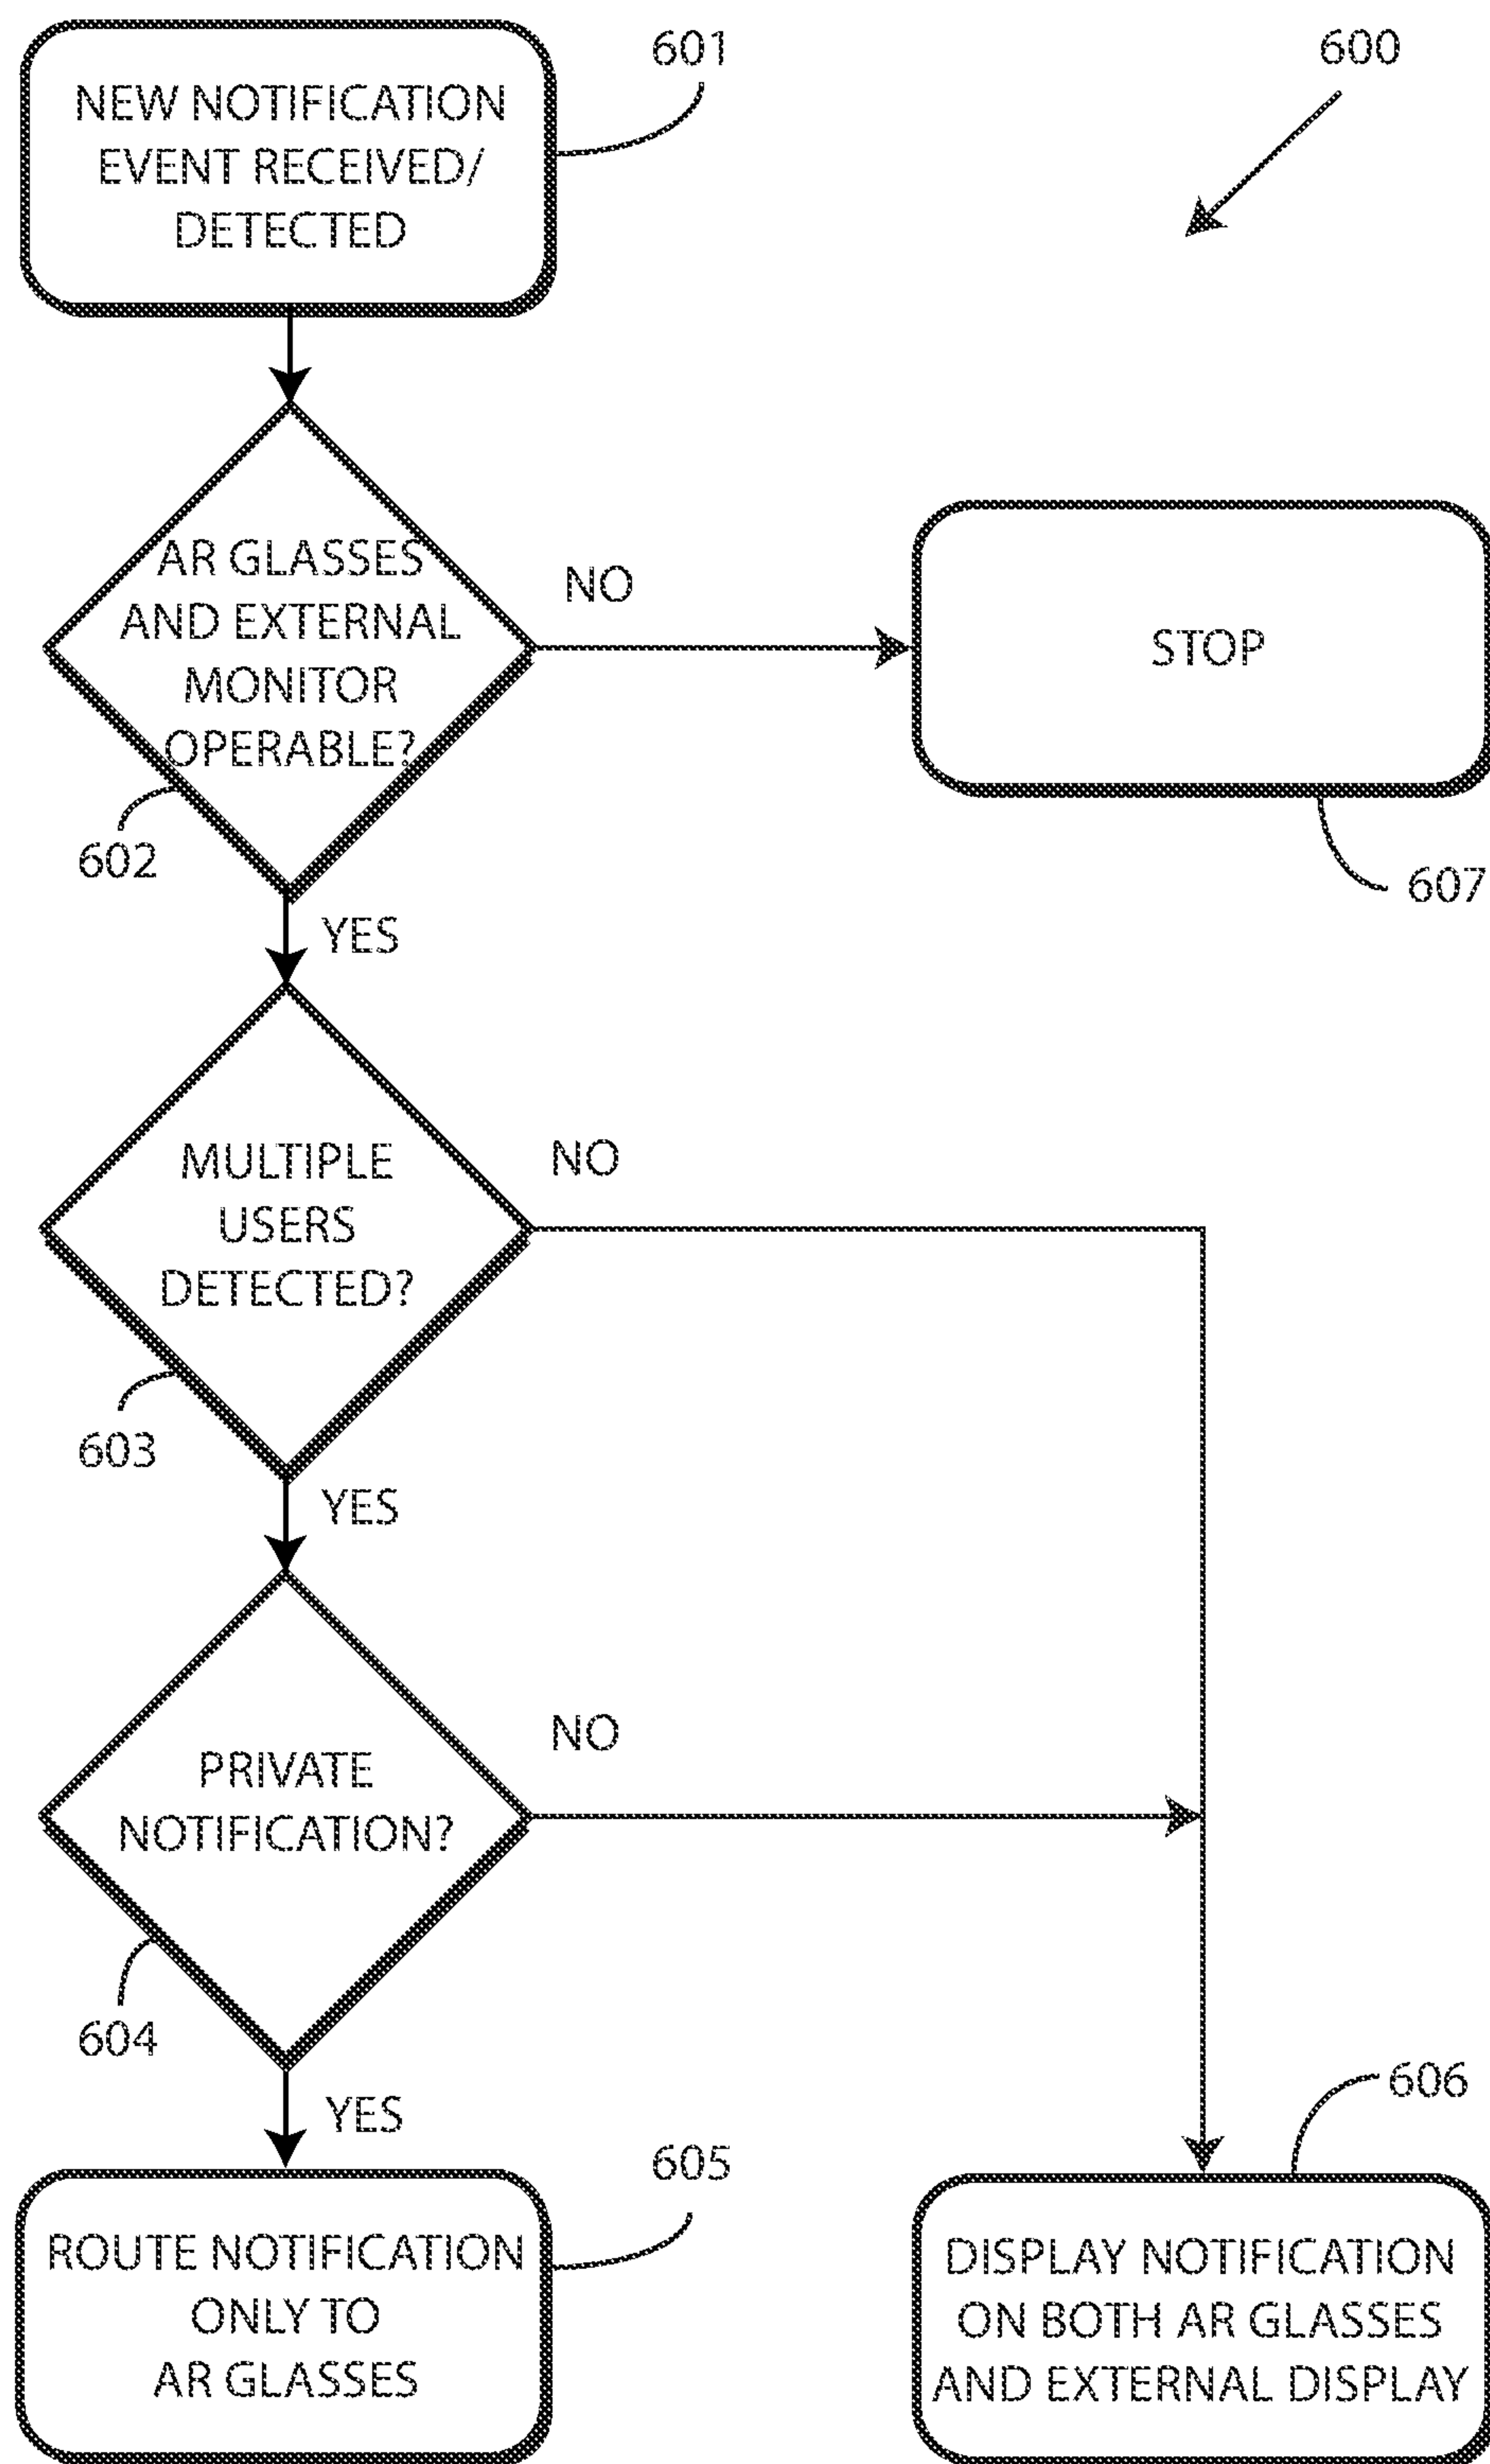 601
600
NEW NOTIFICATION
EVENT RECEIVED/
DETECTED
AR GLASSES
AND EXTERNAL
MONITOR
OPERABLE?
NO
STOP
602
607
YES
MULTIPLE
USERS
DETECTED?
NO
603
YES
PRIVATE
NOTIFICATION?
NO
604
YES
605
606
ROUTE NOTIFICATION
ONLY TO
AR GLASSES
DISPLAY NOTIFICATION
ON BOTH AR GLASSES
AND EXTERNAL DISPLAY